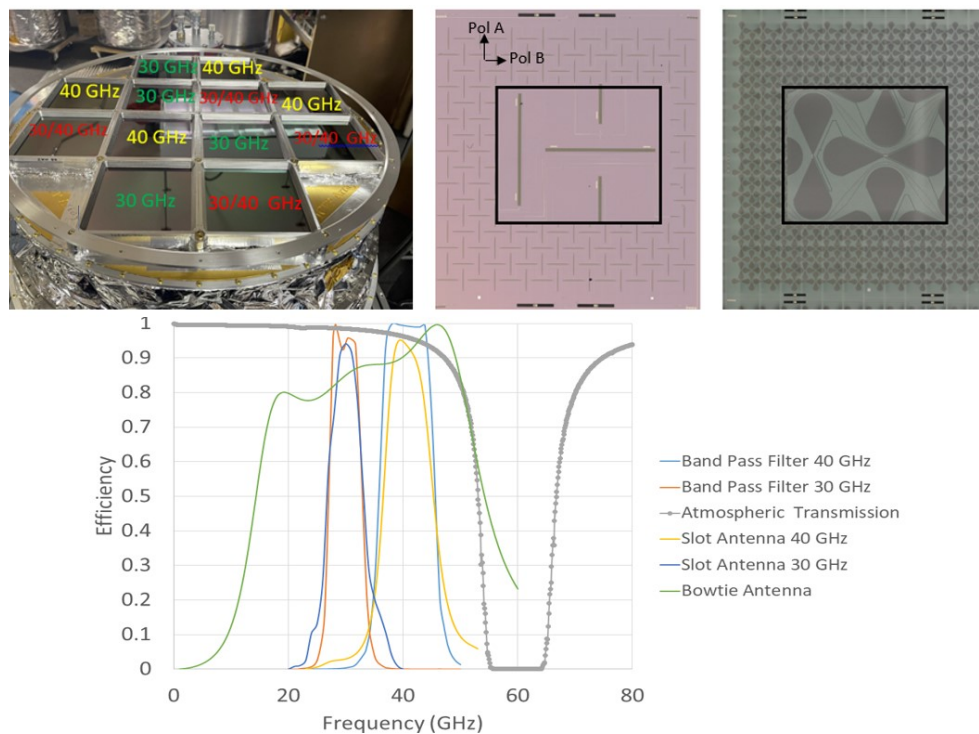 30 GHz
40 GHz
40 GHz
30 GHz
30/40 GHz
40 GHz
30/40 GHz
40 GHz
30 GHz
30/40 GHz
30 GHz
30/40 GHz
Pol A
Pol B
1
0.9
0.8
0.7
0.6
0.5
0.4
0.3
0.2
0.1
0
Efficiency
0 20 40 60 80
Frequency (GHz)
Band Pass Filter 40 GHz
Band Pass Filter 30 GHz
Atmospheric Transmission
Slot Antenna 40 GHz
Slot Antenna 30 GHz
Bowtie Antenna